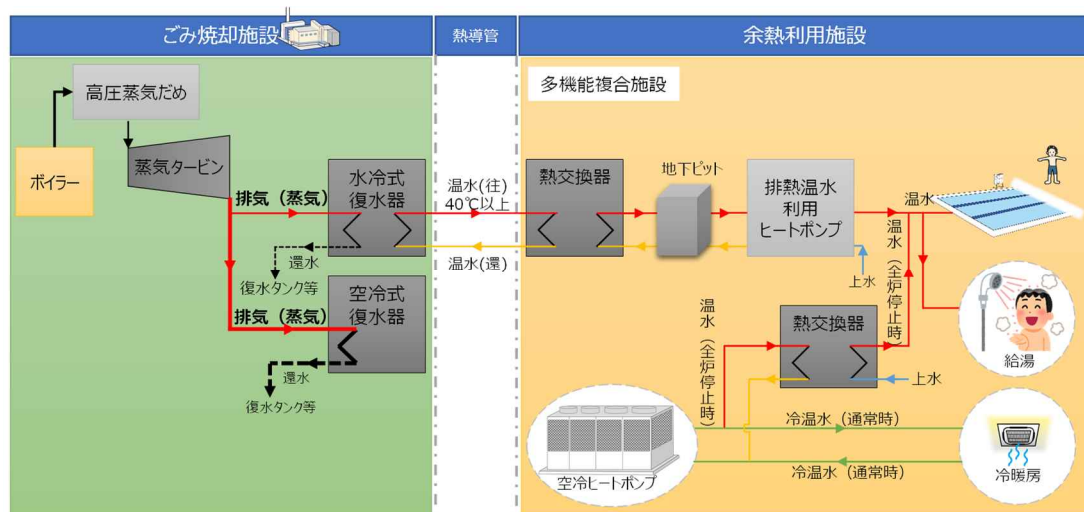 ごみ焼却施設
熱導管
余熱利用施設
高圧蒸気だめ
ボイラー
蒸気タービン
排気（蒸気）
水冷式
復水器
還水
復水タンク等
排気（蒸気）
空冷式
復水器
還水
復水タンク等
温水(往)
40℃以上
温水(還)
多機能複合施設
熱交換器
地下ピット
排熱温水
利用
ヒートポンプ
上水
温水
温水（全炉停止時）
給湯
熱交換器
上水
温水（全炉停止時）
空冷ヒートポンプ
冷温水（通常時）
冷温水（通常時）
冷暖房